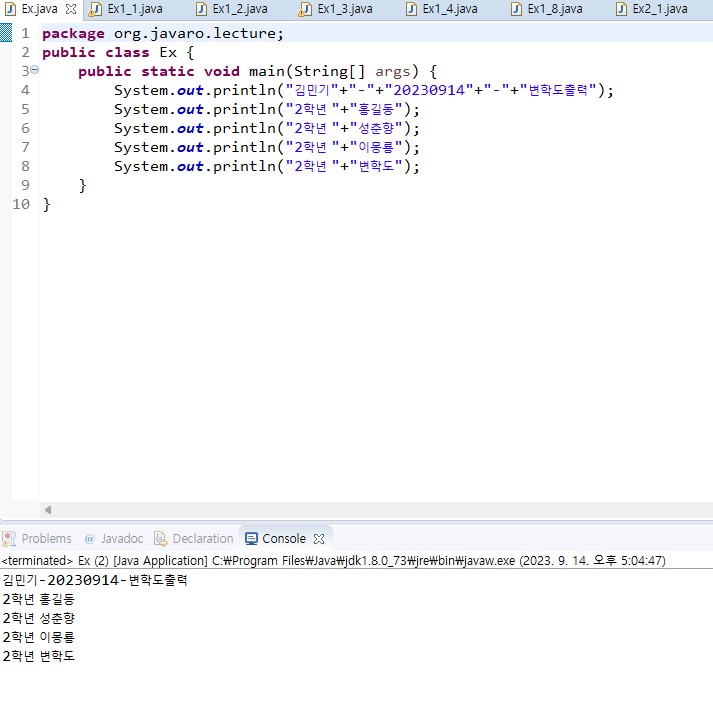 Ex.java Ex1_1.java Ex1_2.java Ex1_3.java Ex1_4.java Ex1_8.java Ex2_1.java
1 package org.javaro.lecture;
2 public class Ex {
3 public static void main(String[] args) {
4 System.out.println("김민기"+"-"+"20230914"+"-"+"변학도출력");
5 System.out.println("2학년 "+"홍길동");
6 System.out.println("2학년 "+"성춘향");
7 System.out.println("2학년 "+"이몽룡");
8 System.out.println("2학년 "+"변학도");
9 }
10 }
Problems @ Javadoc Declaration Console
<terminated> Ex (2) [Java Application] C:₩Program Files₩Java₩jdk1.8.0_73₩jre₩bin₩javaw.exe (2023. 9. 14. 오후 5:04:47)
김민기-20230914-변학도출력
2학년 홍길동
2학년 성춘향
2학년 이몽룡
2학년 변학도